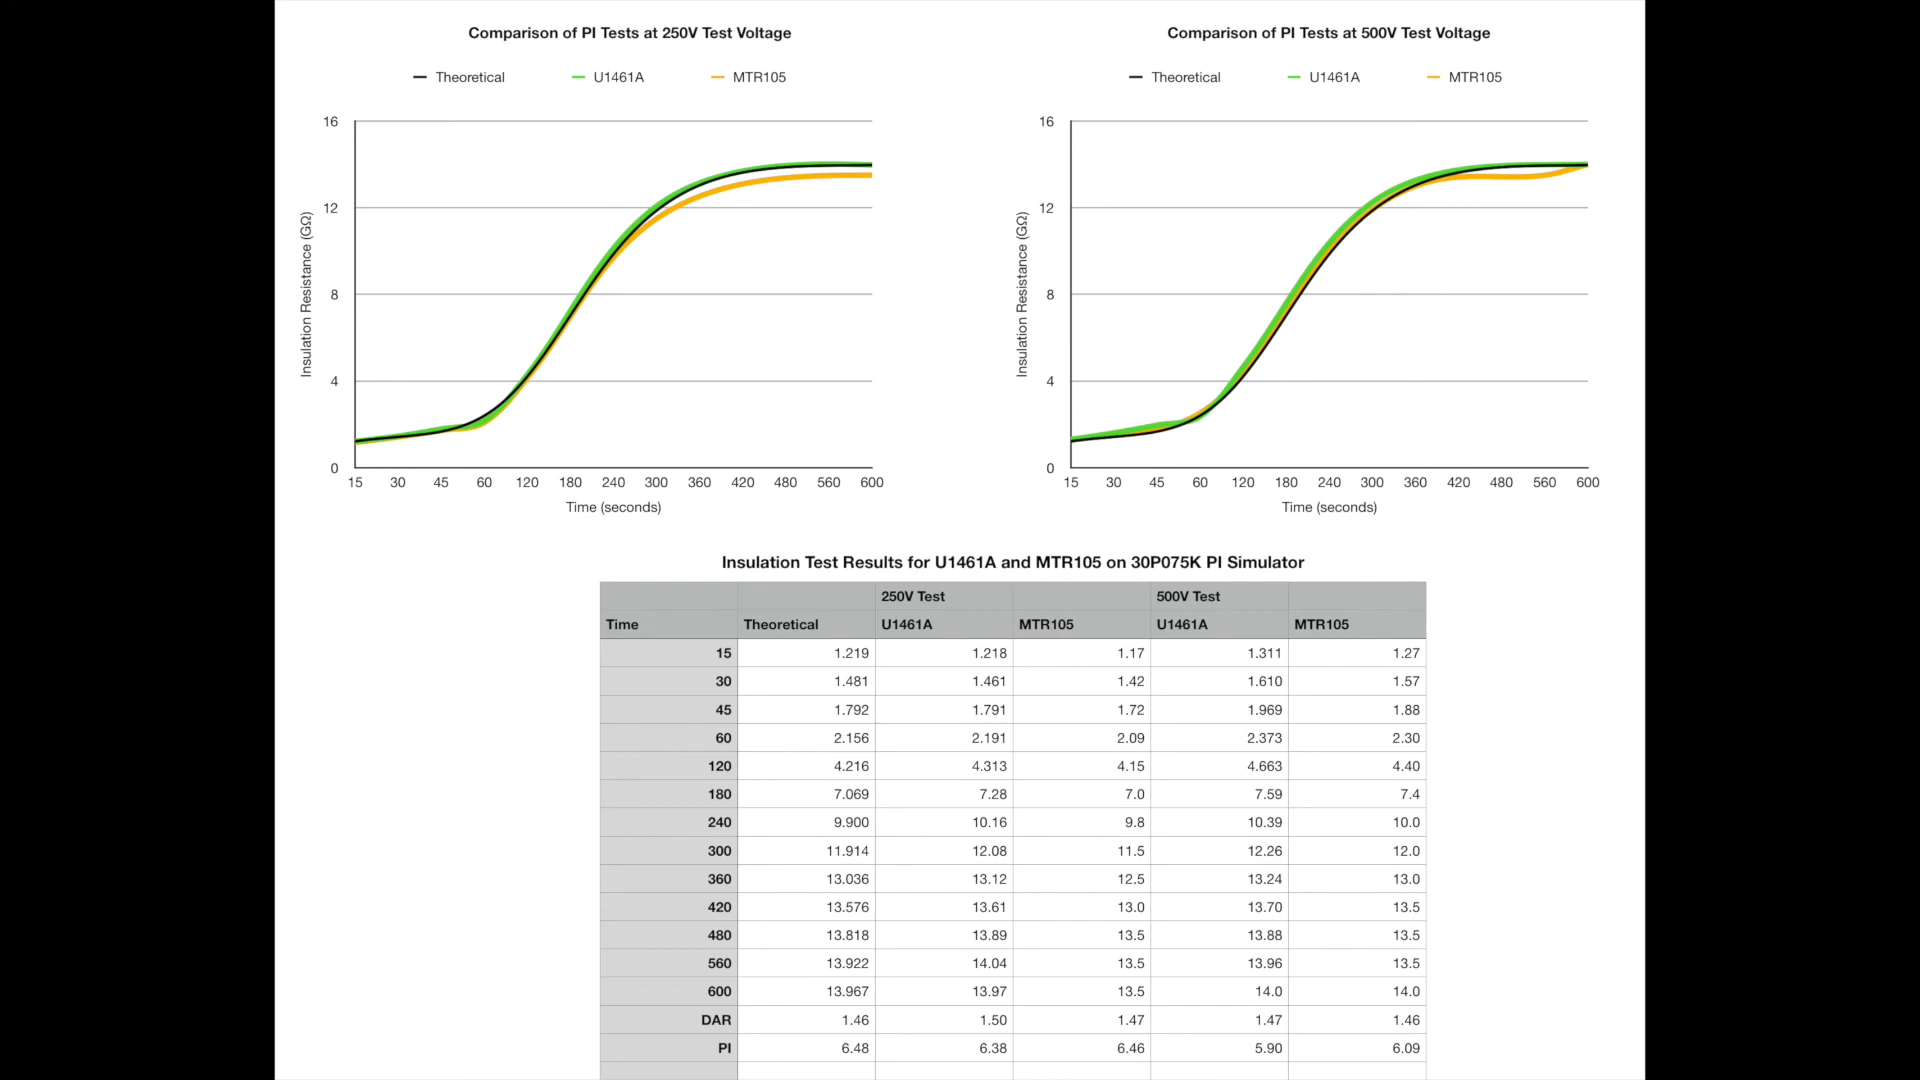 Comparison of PI Tests at 250V Test Voltage
Theoretical U1461A MTR105
16
12
8
4
0
Insulation Resistance (GΩ)
15 30 45 60 120 180 240 300 360 420 480 560 600
Time (seconds)
Comparison of PI Tests at 500V Test Voltage
Theoretical U1461A MTR105
16
12
8
4
0
Insulation Resistance (GΩ)
15 30 45 60 120 180 240 300 360 420 480 560 600
Time (seconds)
Insulation Test Results for U1461A and MTR105 on 30P075K PI Simulator
250V Test 500V Test
Time Theoretical U1461A MTR105 U1461A MTR105
15 1.219 1.218 1.17 1.311 1.27
30 1.481 1.461 1.42 1.610 1.57
45 1.792 1.791 1.72 1.969 1.88
60 2.156 2.191 2.09 2.373 2.30
120 4.216 4.313 4.15 4.663 4.40
180 7.069 7.28 7.0 7.59 7.4
240 9.900 10.16 9.8 10.39 10.0
300 11.914 12.08 11.5 12.26 12.0
360 13.036 13.12 12.5 13.24 13.0
420 13.576 13.61 13.0 13.70 13.5
480 13.818 13.89 13.5 13.88 13.5
560 13.922 14.04 13.5 13.96 13.5
600 13.967 13.97 13.5 14.0 14.0
DAR 1.46 1.50 1.47 1.47 1.46
PI 6.48 6.38 6.46 5.90 6.09